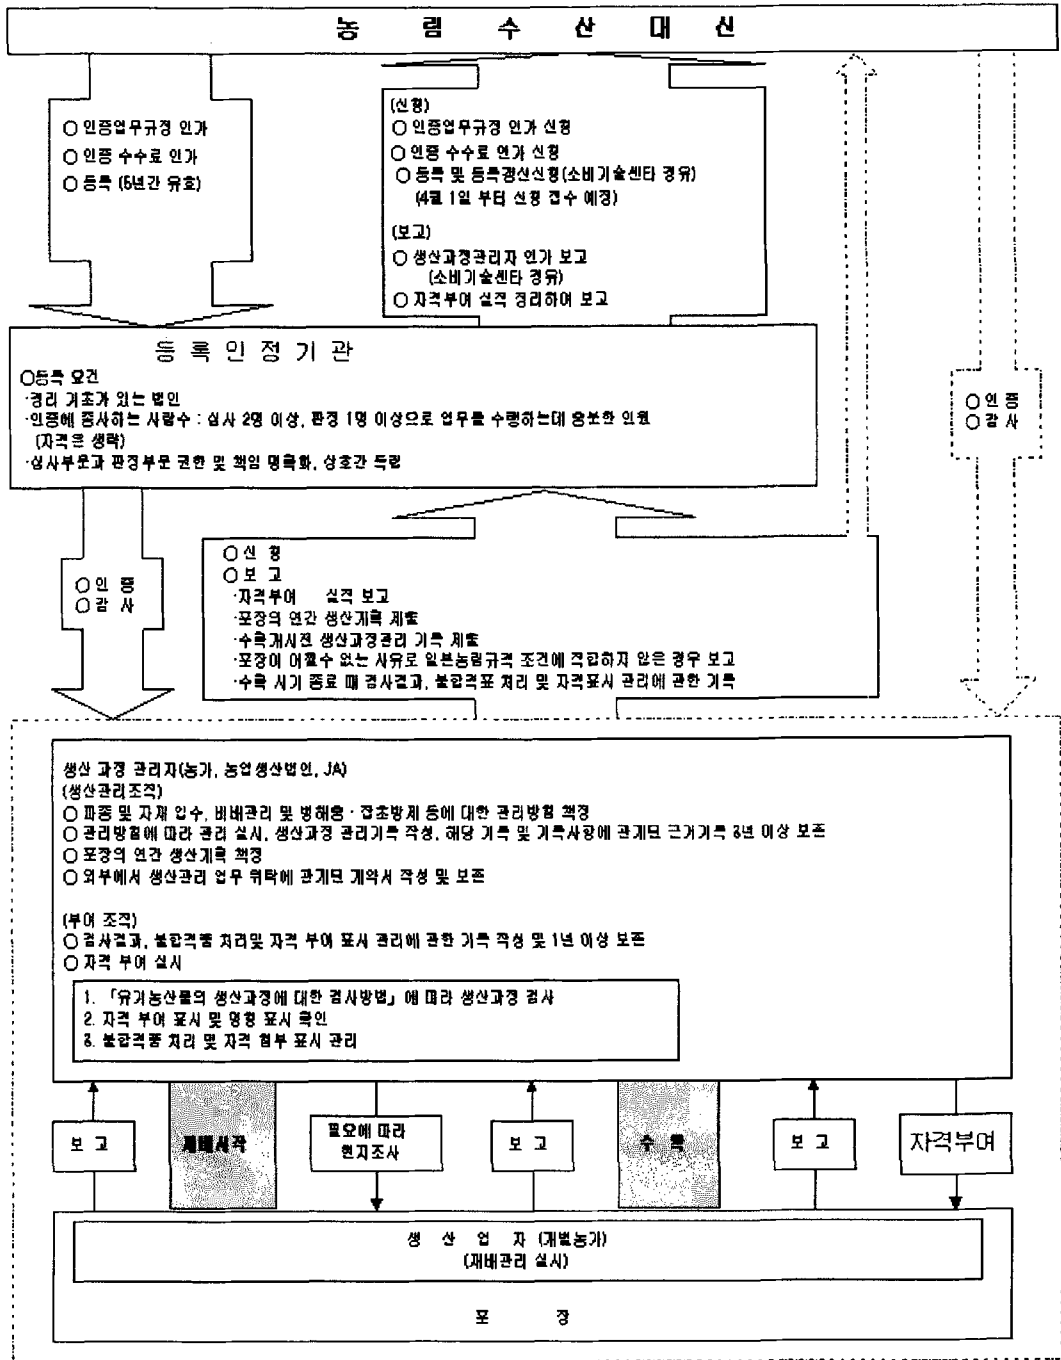 농 림 수 산 대 신
○ 인증업무규정 인가
○ 인증 수수료 인가
○ 등록 (5년간 유효)
(신청)
○ 인증업무규정 인가 신청
○ 인증 수수료 인가 신청
○ 등록 및 등록갱신신청(소비기술센타 경유)
(4월 1일 부터 신청 접수 예정)
(보고)
○ 생산과정관리자 인가 보고
(소비기술센타 경유)
○ 자격부여 실적 정리하여 보고
등 록 인 정 기 관
○등록 요건
·경리 기초가 있는 법인
·인증에 종사하는 사람수 : 심사 2명 이상, 판정 1명 이상으로 업무를 수행하는데 충분한 인원
(자격은 생략)
·심사부문과 판정부문 권한 및 책임 명확화, 상호간 독립
○ 인 증
○ 감 사
○ 인 증
○ 감 사
○ 신 청
○ 보 고
·자격부여 실적 보고
·포장의 연간 생산계획 제출
·수확개시전 생산과정관리 기록 제출
·포장이 어쩔수 없는 사유로 일본농림규격 조건에 적합하지 않은 경우 보고
·수확 시기 종료 때 검사결과, 불합격표 처리 및 자격표시 관리에 관한 기록
생산 과정 관리자(농가, 농업생산법인, JA)
(생산관리조직)
○ 파종 및 자재 입수, 비배관리 및 병해충 · 잡초방제 등에 대한 관리방침 책정
○ 관리방침에 따라 관리 실시, 생산과정 관리기록 작성, 해당 기록 및 기록사항에 관계된 근거기록 3년 이상 보존
○ 포장의 연간 생산계획 책정
○ 외부에서 생산관리 업무 위탁에 관계된 계약서 작성 및 보존
(부여 조직)
○ 검사결과, 불합격품 처리및 자격 부여 표시 관리에 관한 기록 작성 및 1년 이상 보존
○ 자격 부여 실시
1. 「유기농산물의 생산과정에 대한 검사방법」에 따라 생산과정 검사
2. 자격 부여 표시 및 명칭 표시 확인
3. 불합격품 처리 및 자격 첨부 표시 관리
보 고
재배시작
필요에 따라
현지조사
보 고
수 확
보 고
자격부여
생 산 업 자 (개별농가)
(재배관리 실시)
포 장